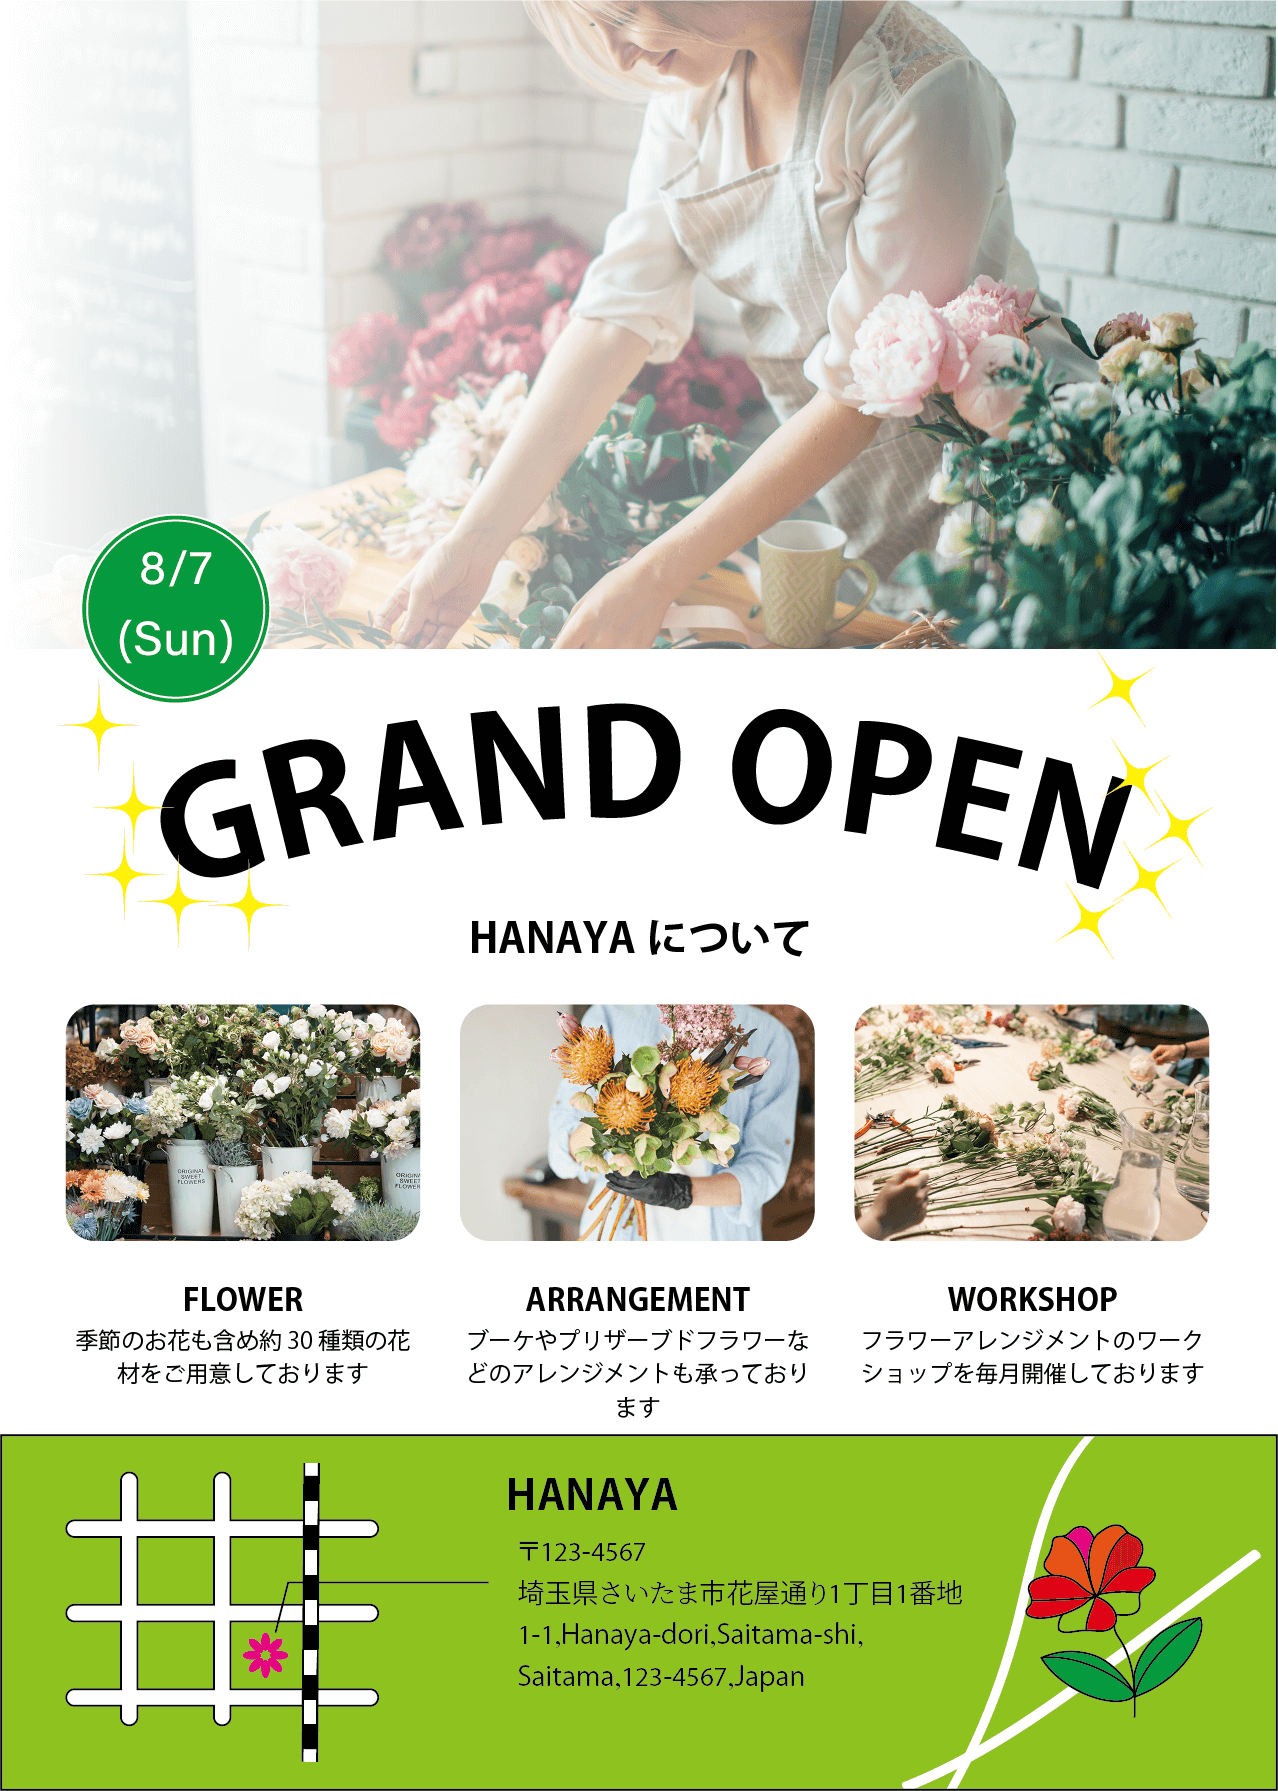 8/7
(Sun)
GRAND OPEN
HANAYA について
ORIGINAL
SWEET
FLOWERS
FLOWER
季節のお花も含め約 30 種類の花
材をご用意しております
ARRANGEMENT
ブーケやプリザーブドフラワーな
どのアレンジメントも承っており
ます
WORKSHOP
フラワーアレンジメントのワーク
ショップを毎月開催しております
HANAYA
〒123-4567
埼玉県さいたま市花屋通り1丁目1番地
1-1,Hanaya-dori,Saitama-shi,
Saitama,123-4567,Japan